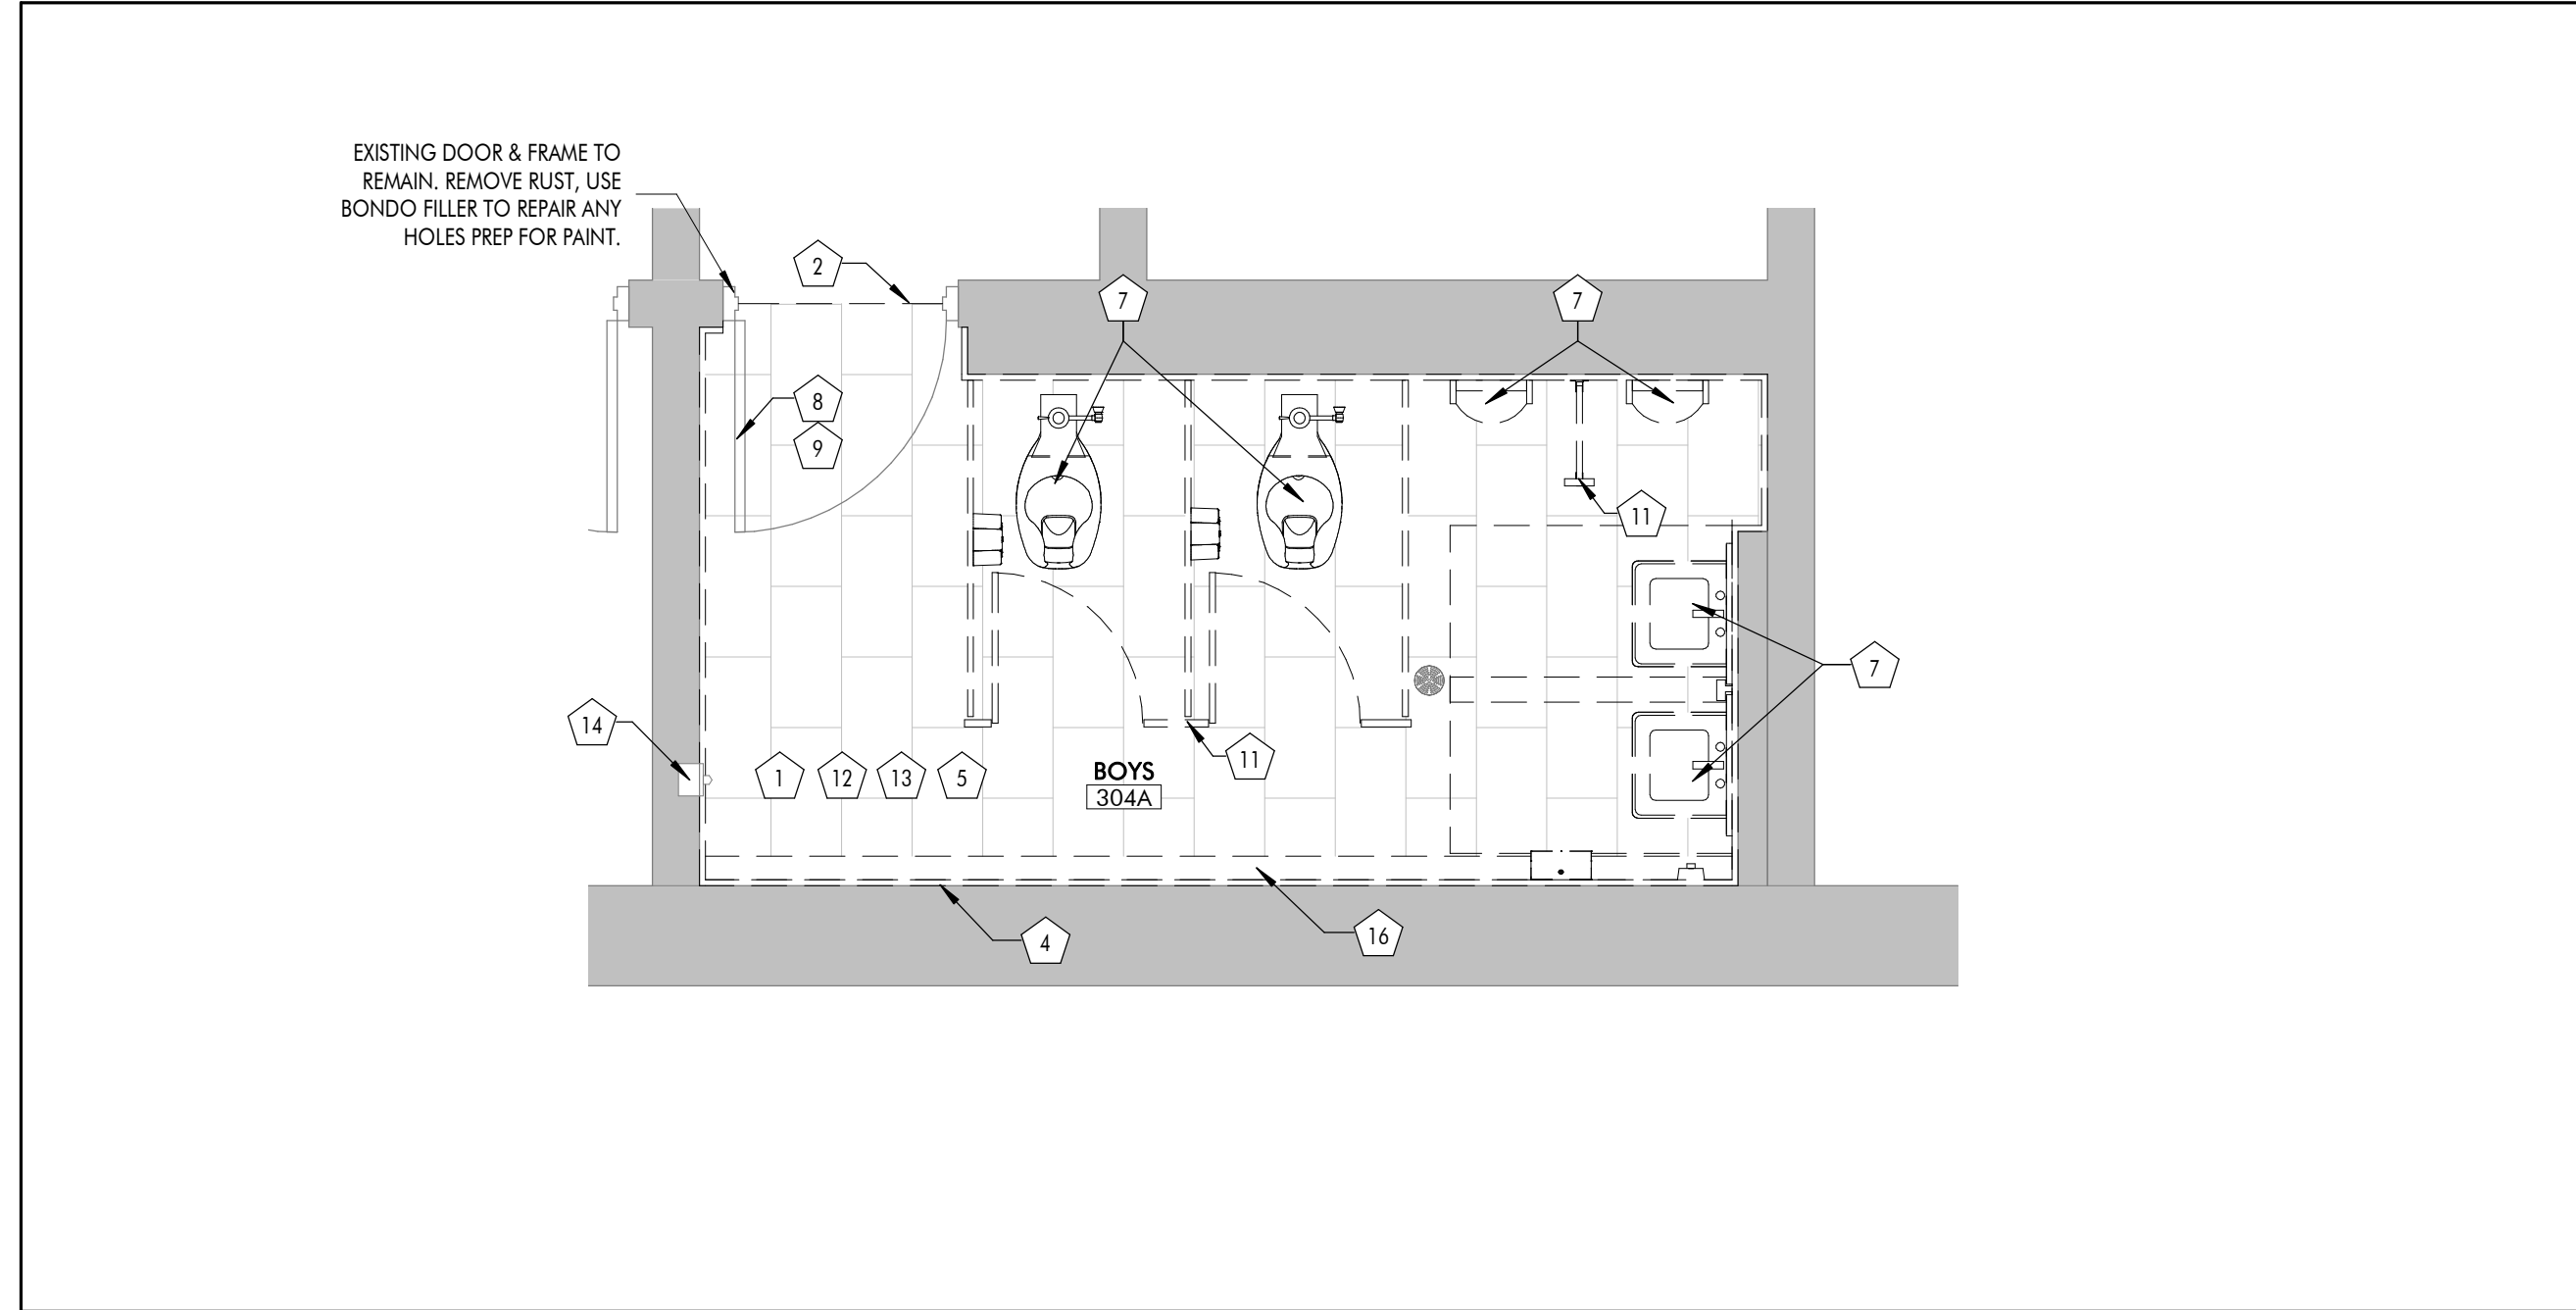 EXISTING DOOR & FRAME TO
REMAIN. REMOVE RUST, USE
BONDO FILLER TO REPAIR ANY
HOLES PREP FOR PAINT.
2
7
7
8
9
11
7
14
1
12
13
5
BOYS
304A
11
4
16